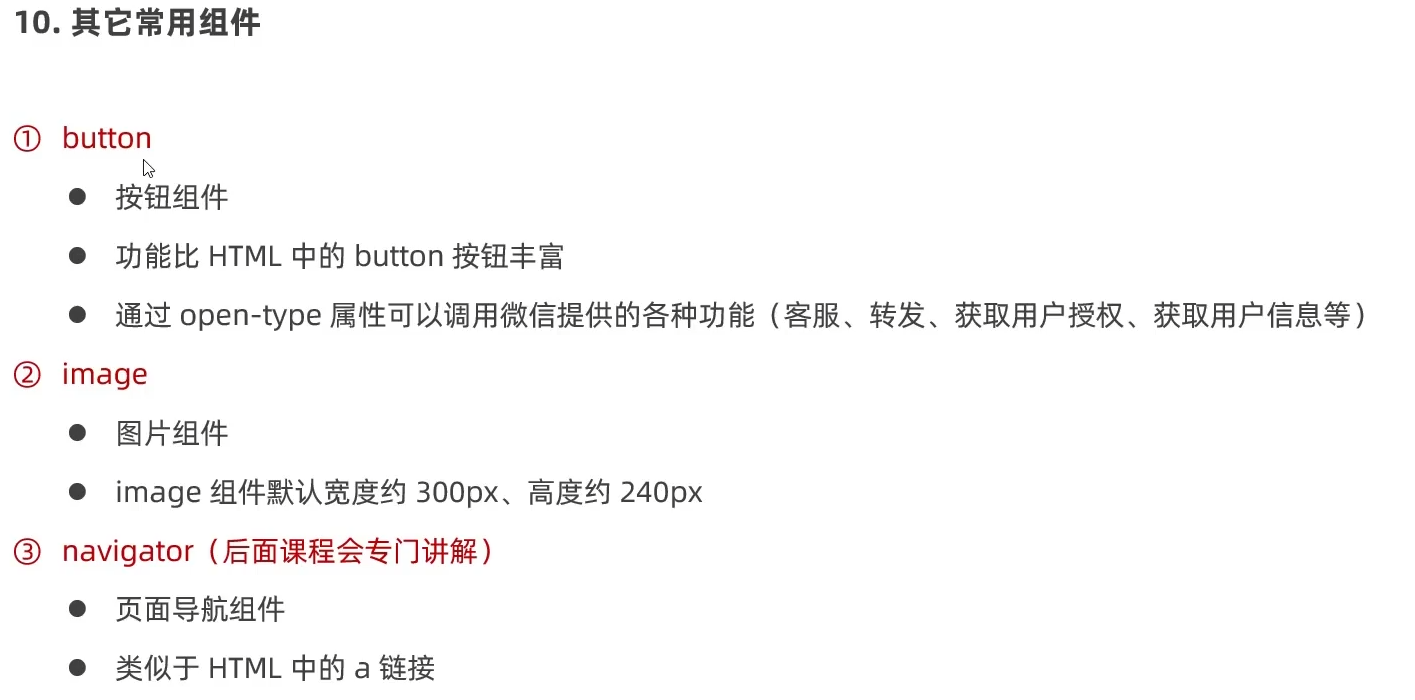 10. 其它常用组件
① button
● 按钮组件
● 功能比 HTML 中的 button 按钮丰富
● 通过 open-type 属性可以调用微信提供的各种功能（客服、转发、获取用户授权、获取用户信息等）
② image
● 图片组件
● image 组件默认宽度约 300px、高度约 240px
③ navigator（后面课程会专门讲解）
● 页面导航组件
● 类似于 HTML 中的 a 链接